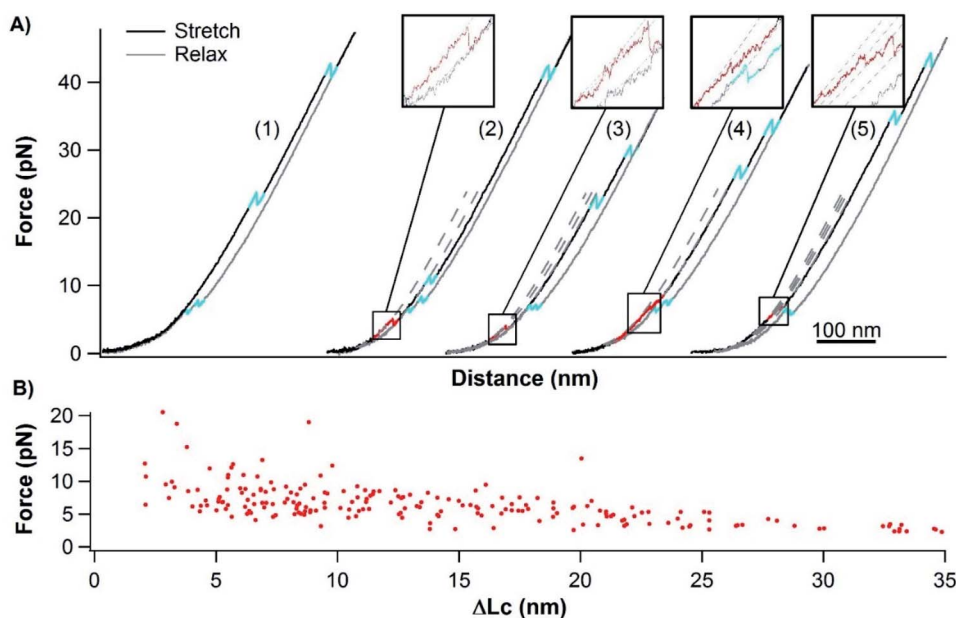 A)
Stretch
Relax
40
30
20
10
0
Force (pN)
(1)
(2)
(3)
(4)
(5)
100 nm
Distance (nm)
B)
20
15
10
5
0
Force (pN)
0 5 10 15 20 25 30 35
ΔLc (nm)